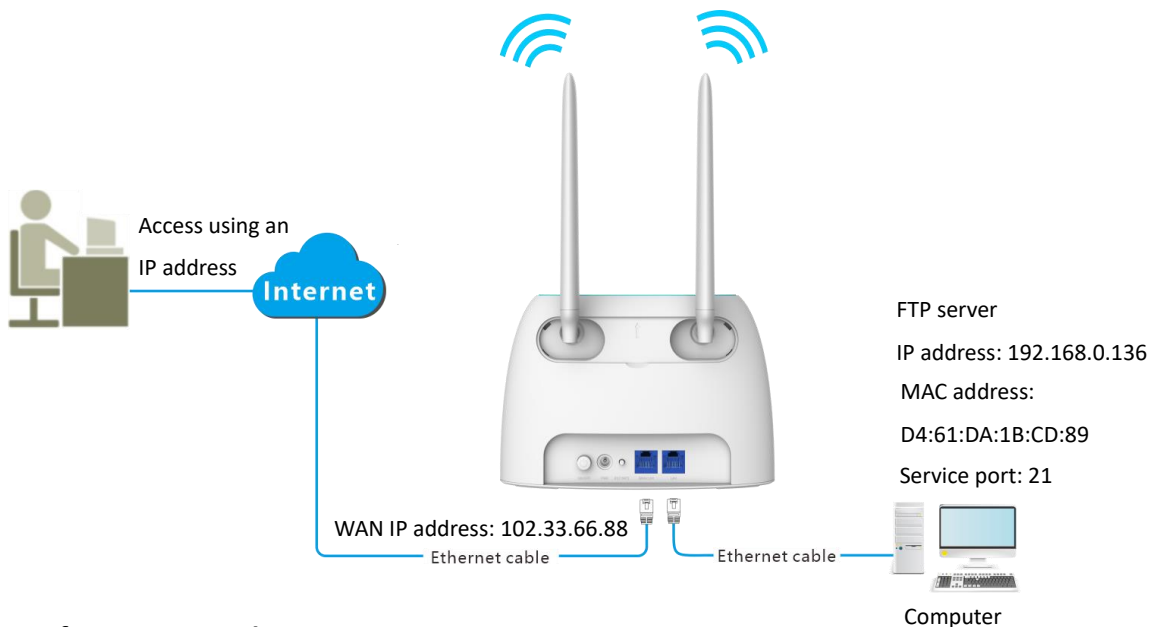 Access using an
IP address
Internet
FTP server
IP address: 192.168.0.136
MAC address:
D4:61:DA:1B:CD:89
Service port: 21
WAN IP address: 102.33.66.88
Ethernet cable
Ethernet cable
Computer